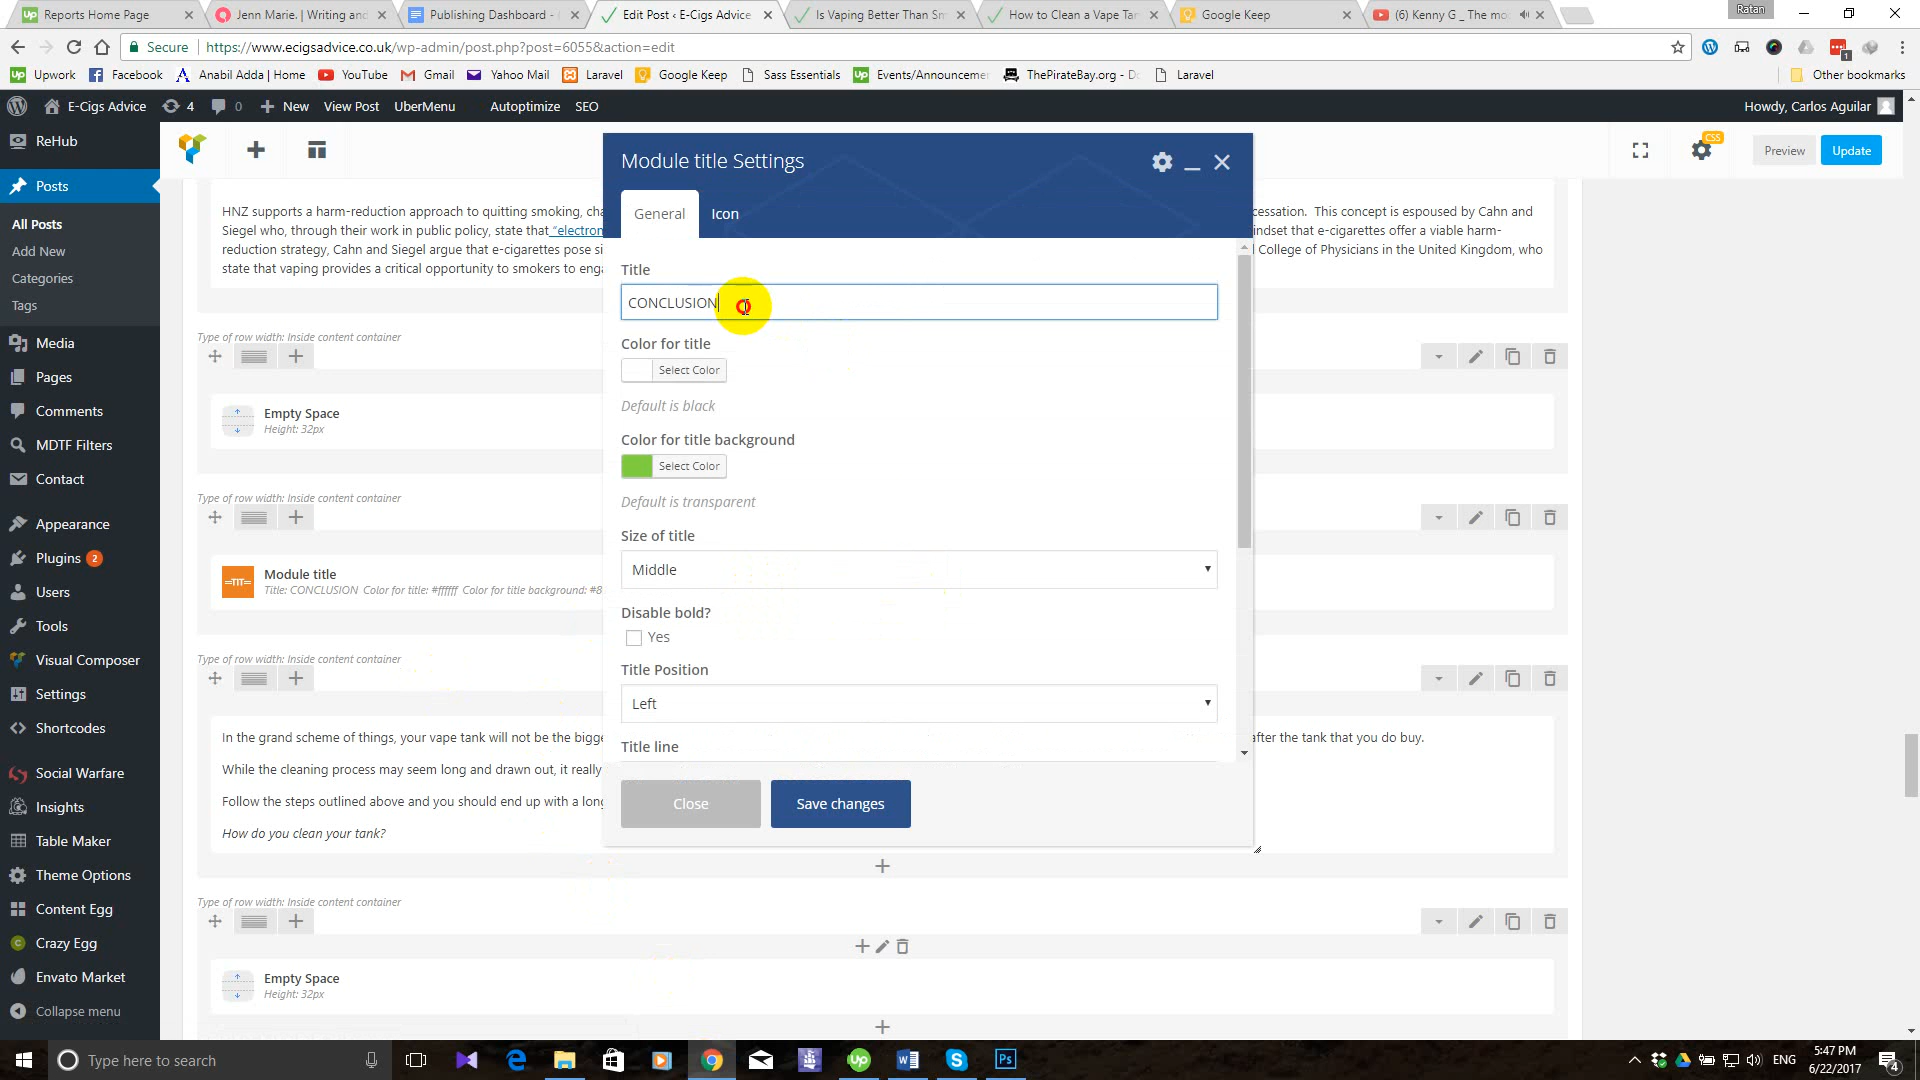 Reports Home Page
Jenn Marie. | Writing and
Publishing Dashboard -
Edit Post ‹ E-Cigs Advice
Is Vaping Better Than Sm
How to Clean a Vape Tan
Google Keep
(6) Kenny G _ The mo
Ratan
Secure
https://www.ecigsadvice.co.uk/wp-admin/post.php?post=6055&action=edit
Upwork
Facebook
Anabil Adda | Home
YouTube
Gmail
Yahoo Mail
Laravel
Google Keep
Sass Essentials
Events/Announcemen
ThePirateBay.org - Do
Laravel
Other bookmarks
E-Cigs Advice
4
0
New
View Post
UberMenu
Autoptimize
SEO
Howdy, Carlos Aguilar
ReHub
Posts
All Posts
Add New
Categories
Tags
Media
Pages
Comments
MDTF Filters
Contact
Appearance
Plugins 2
Users
Tools
Visual Composer
Settings
Shortcodes
Social Warfare
Insights
Table Maker
Theme Options
Content Egg
Crazy Egg
Envato Market
Collapse menu
CSS
Preview
Update
HNZ supports a harm-reduction approach to quitting smoking, cha
cessation. This concept is espoused by Cahn and
Siegel who, through their work in public policy, state that "electron
indset that e-cigarettes offer a viable harm-
reduction strategy, Cahn and Siegel argue that e-cigarettes pose si
l College of Physicians in the United Kingdom, who
state that vaping provides a critical opportunity to smokers to enga
Type of row width: Inside content container
Empty Space
Height: 32px
Type of row width: Inside content container
Module title
Title: CONCLUSION Color for title: #ffffff Color for title background: #8
Type of row width: Inside content container
In the grand scheme of things, your vape tank will not be the bigge
after the tank that you do buy.
While the cleaning process may seem long and drawn out, it really
Follow the steps outlined above and you should end up with a long
How do you clean your tank?
Type of row width: Inside content container
Empty Space
Height: 32px
Module title Settings
General
Icon
Title
CONCLUSION
Color for title
Select Color
Default is black
Color for title background
Select Color
Default is transparent
Size of title
Middle
Disable bold?
Yes
Title Position
Left
Title line
Close
Save changes
Type here to search
ENG
5:47 PM
6/22/2017
4